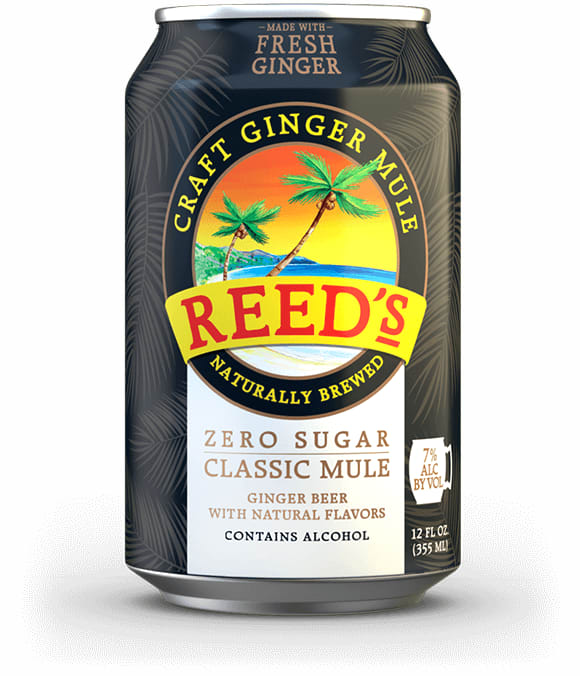 MADE WITH
FRESH
GINGER
CRAFT GINGER MULE
REED'S
NATURALLY BREWED
ZERO SUGAR
CLASSIC MULE
GINGER BEER
WITH NATURAL FLAVORS
CONTAINS ALCOHOL
7%
ALC
BY VOL
12 FL OZ.
(355 ML)